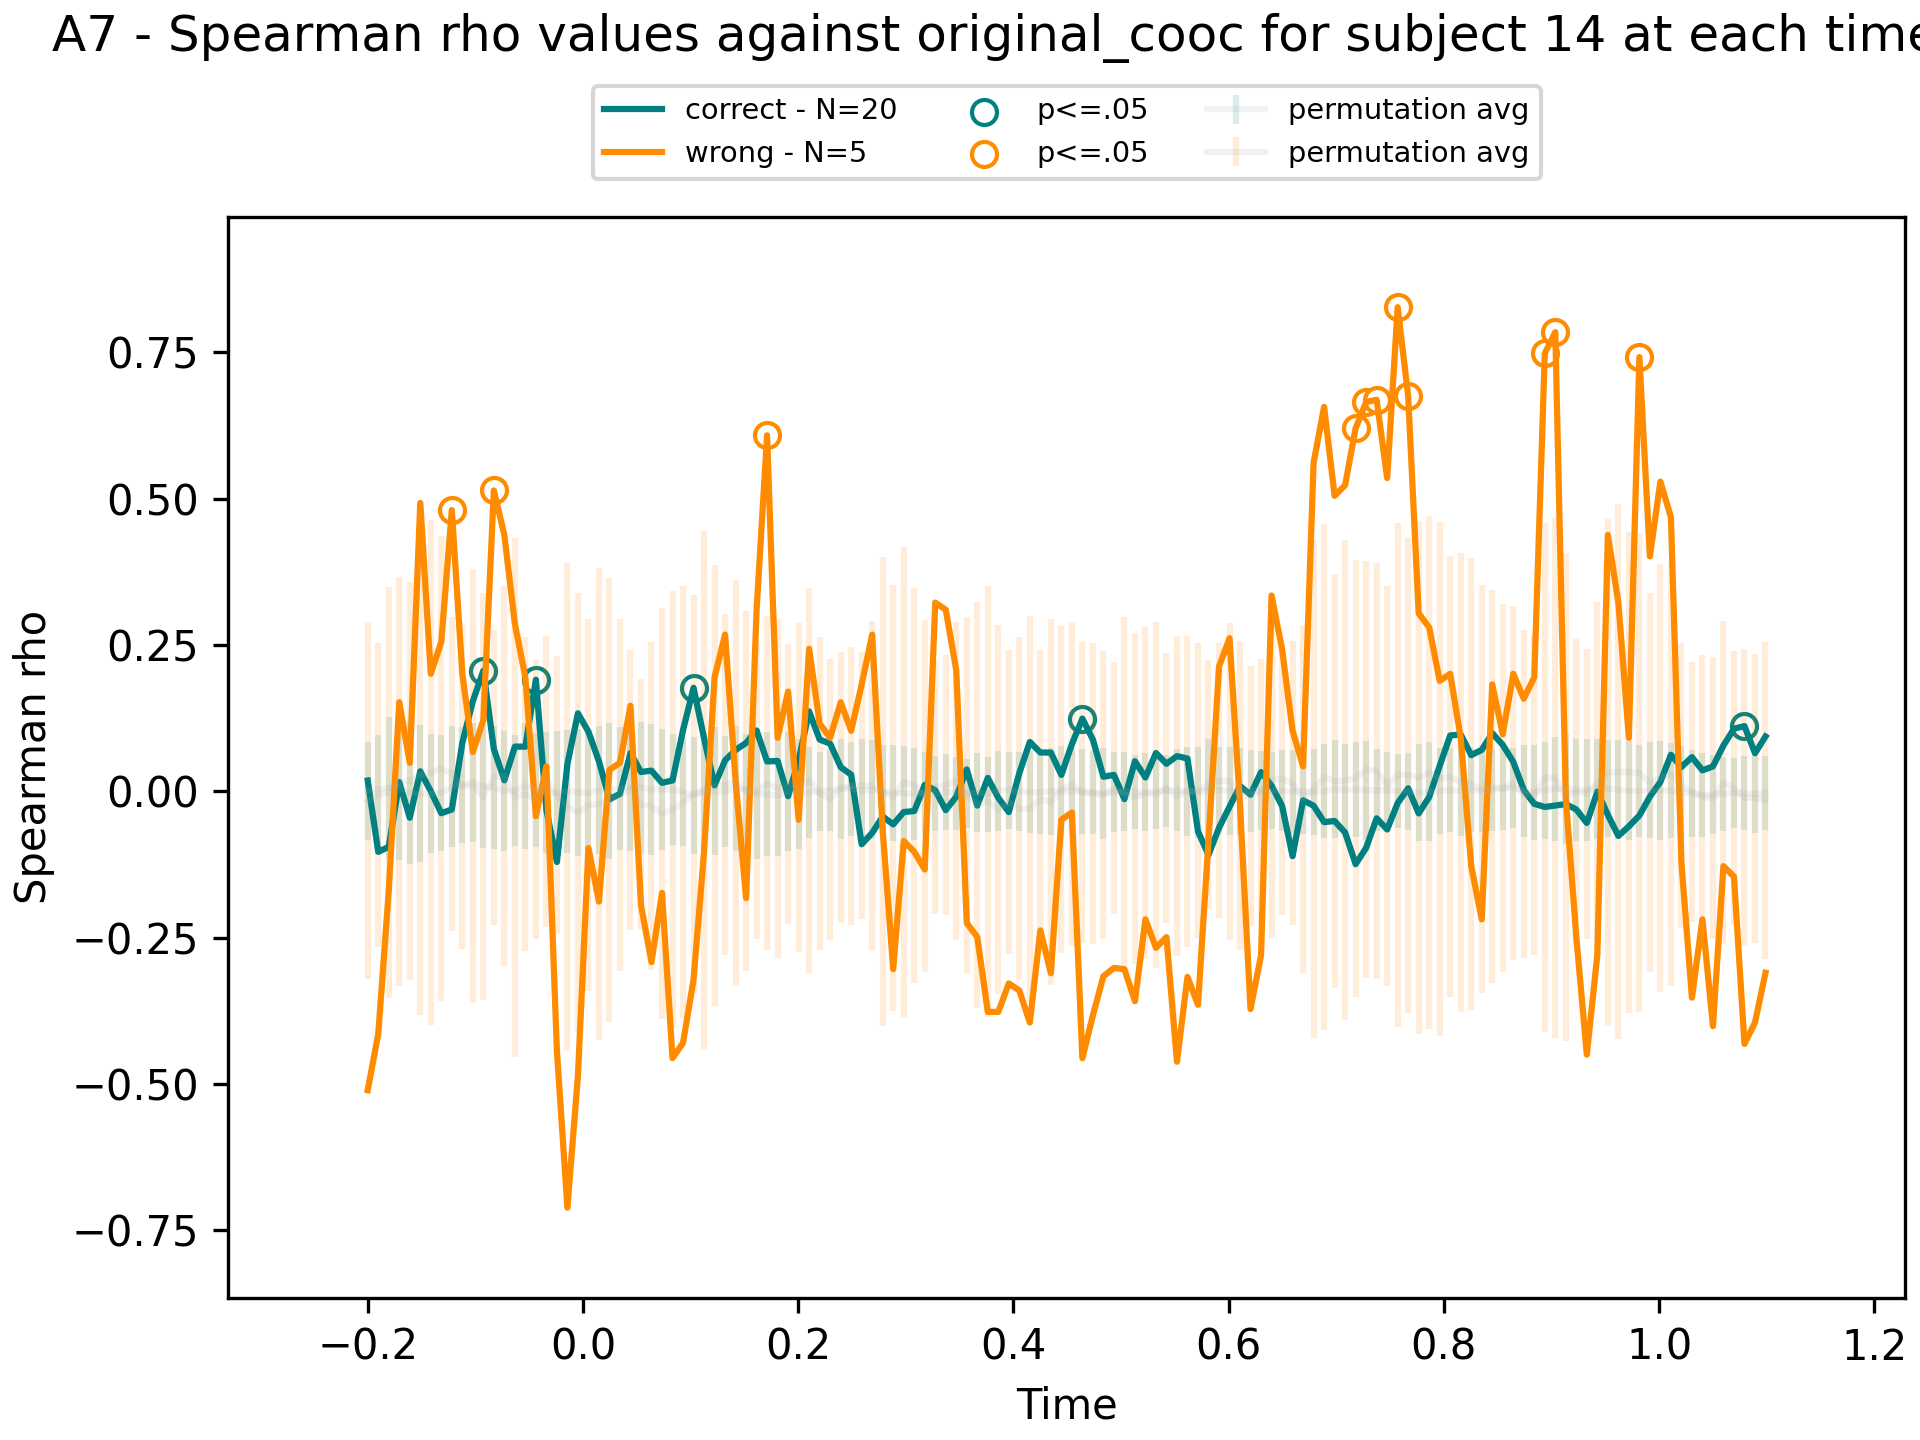 A7 - Spearman rho values against original_cooc for subject 14 at each time
correct - N=20 p<=.05 permutation avg
wrong - N=5 p<=.05 permutation avg
0.75
0.50
0.25
0.00
−0.25
−0.50
−0.75
Spearman rho
−0.2 0.0 0.2 0.4 0.6 0.8 1.0 1.2
Time